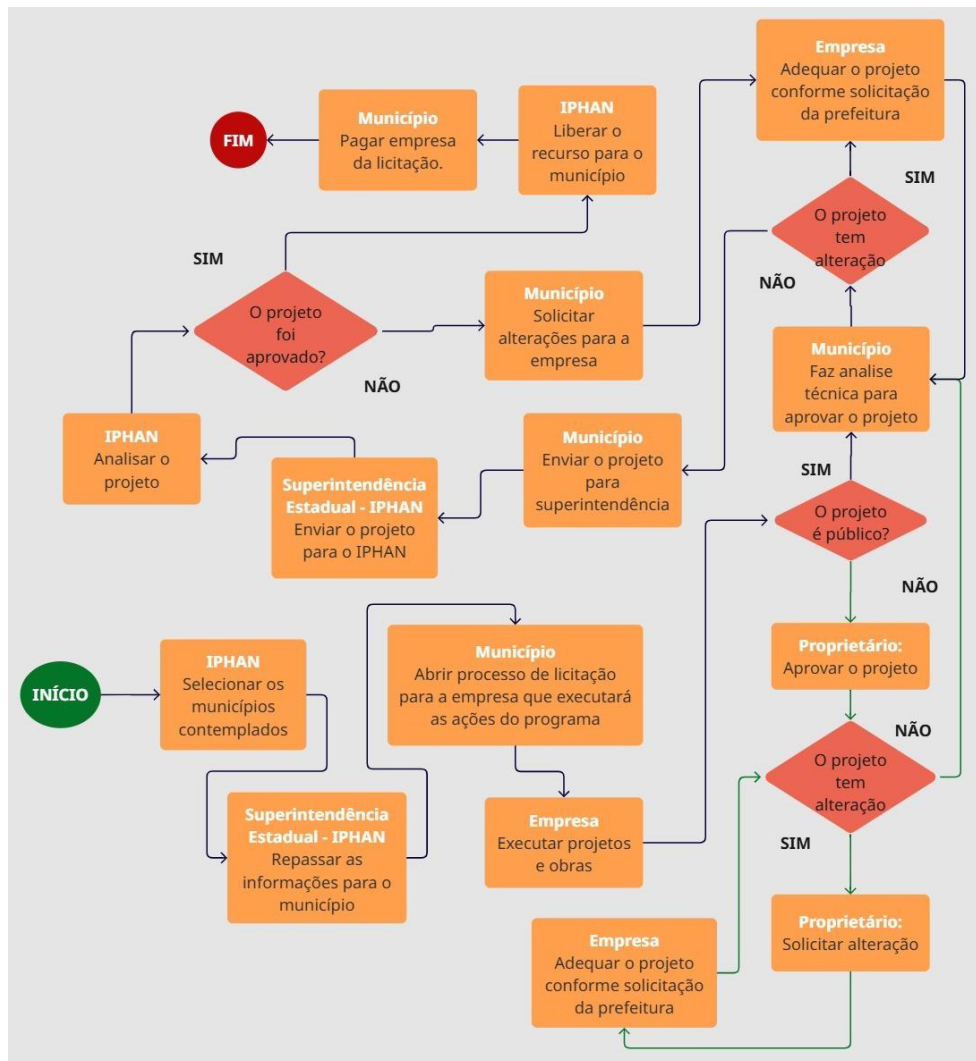 Empresa
Adequar o projeto
conforme solicitação
da prefeitura
IPHAN
Liberar o
recurso para o
município
Município
Pagar empresa
da licitação.
FIM
SIM
O projeto
tem
alteração
NÃO
SIM
O projeto
foi
aprovado?
NÃO
Município
Solicitar
alterações para a
empresa
Município
Faz analise
técnica para
aprovar o projeto
IPHAN
Analisar o
projeto
Superintendência
Estadual - IPHAN
Enviar o projeto
para o IPHAN
Município
Enviar o projeto
para
superintendência
SIM
O projeto
é público?
NÃO
INÍCIO
IPHAN
Selecionar os
municípios
contemplados
Município
Abrir processo de licitação
para a empresa que executará
as ações do programa
Proprietário:
Aprovar o projeto
NÃO
O projeto
tem
alteração
SIM
Superintendência
Estadual - IPHAN
Repassar as
informações para o
município
Empresa
Executar projetos
e obras
Proprietário:
Solicitar alteração
Empresa
Adequar o projeto
conforme solicitação
da prefeitura